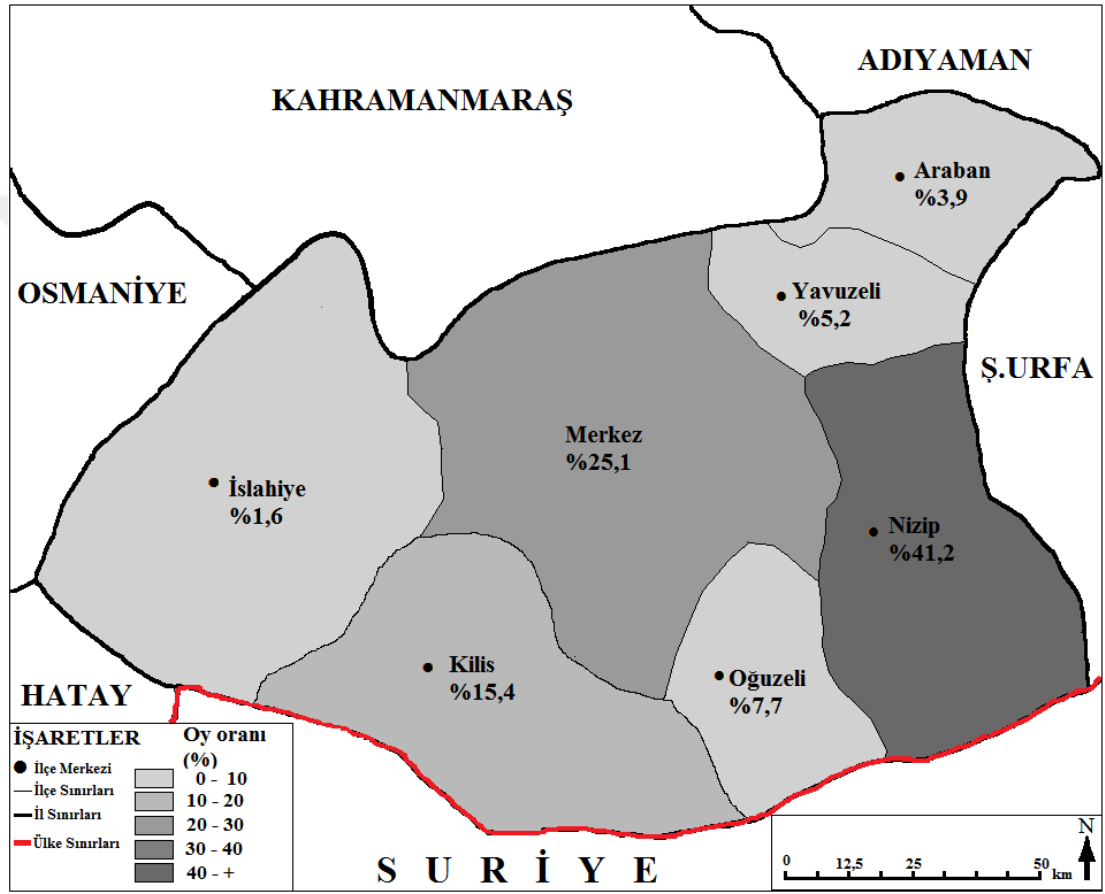 ADIYAMAN
KAHRAMANMARAŞ
Araban
%3,9
OSMANİYE
Yavuzeli
%5,2
Ş.URFA
Merkez
%25,1
İslahiye
%1,6
Nizip
%41,2
Kilis
%15,4
Oğuzeli
%7,7
HATAY
İŞARETLER
İlçe Merkezi
İlçe Sınırları
İl Sınırları
Ülke Sınırları
Oy oranı
(%)
0 - 10
10 - 20
20 - 30
30 - 40
40 - +
SURİYE
N
0 12,5 25 50
km